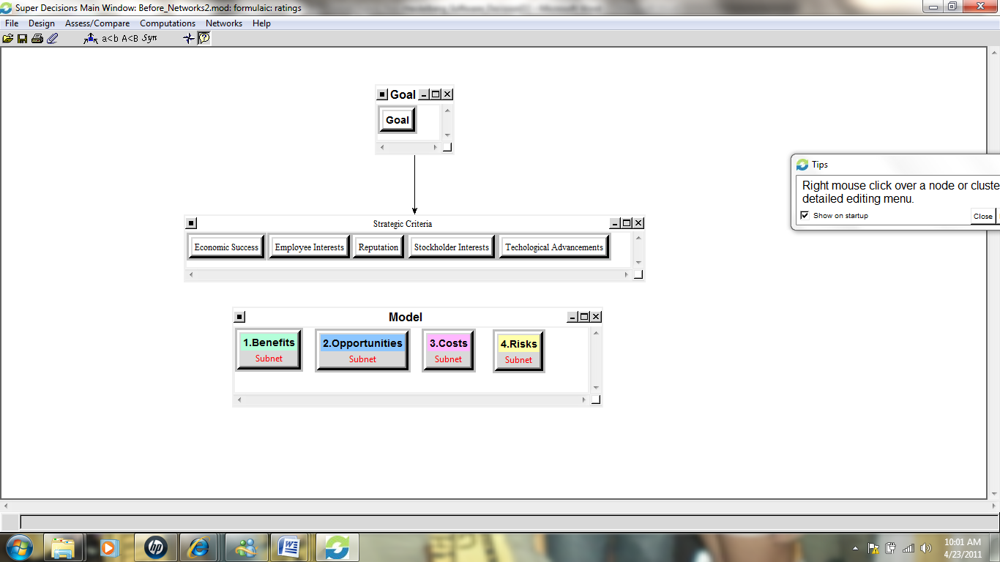 Super Decisions Main Window: Before_Networks2.mod: formulaic: ratings
File Design Assess/Compare Computations Networks Help
a<b A<B Syn
Goal
Goal
Tips
Right mouse click over a node or cluste
detailed editing menu.
Show on startup Close
Strategic Criteria
Economic Success Employee Interests Reputation Stockholder Interests Techological Advancements
Model
1.Benefits 2.Opportunities 3.Costs 4.Risks
Subnet Subnet Subnet Subnet
hp
10:01 AM
4/23/2011